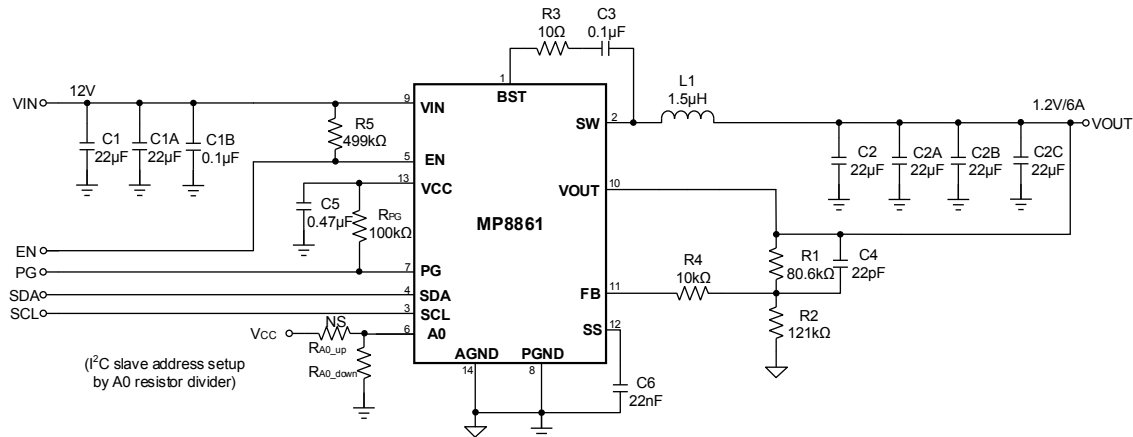 R3
10Ω
C3
0.1µF
1
BST
L1
1.5µH
12V
VIN
9
VIN
SW
2
1.2V/6A
VOUT
C1
22µF
C1A
22µF
C1B
0.1µF
R5
499kΩ
5
EN
C2
22µF
C2A
22µF
C2B
22µF
C2C
22µF
13
VCC
VOUT
10
C5
0.47µF
RPG
100kΩ
MP8861
EN
PG
7
PG
R4
10kΩ
R1
80.6kΩ
C4
22pF
FB
11
SDA
4
SDA
SCL
3
SCL
R2
121kΩ
SS
12
VCC
NS
6
A0
RA0_up
RA0_down
(I²C slave address setup
by A0 resistor divider)
AGND
14
PGND
8
C6
22nF